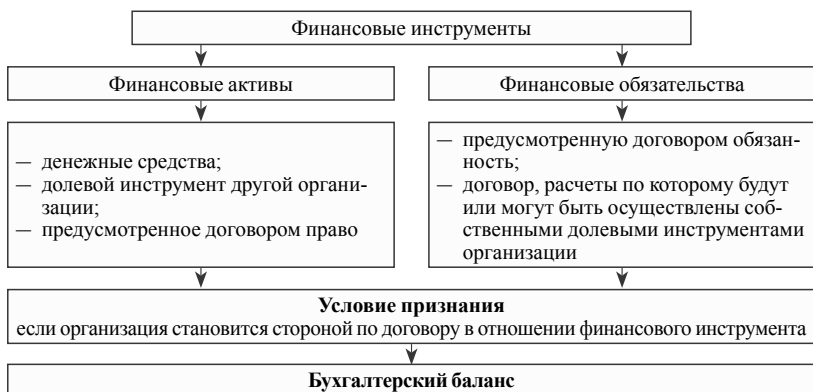 Финансовые инструменты
Финансовые активы
Финансовые обязательства
— денежные средства;
— долевой инструмент другой органи-
зации;
— предусмотренное договором право
— предусмотренную договором обязан-
ность;
— договор, расчеты по которому будут
или могут быть осуществлены соб-
ственными долевыми инструментами
организации
Условие признания
если организация становится стороной по договору в отношении финансового инструмента
Бухгалтерский баланс